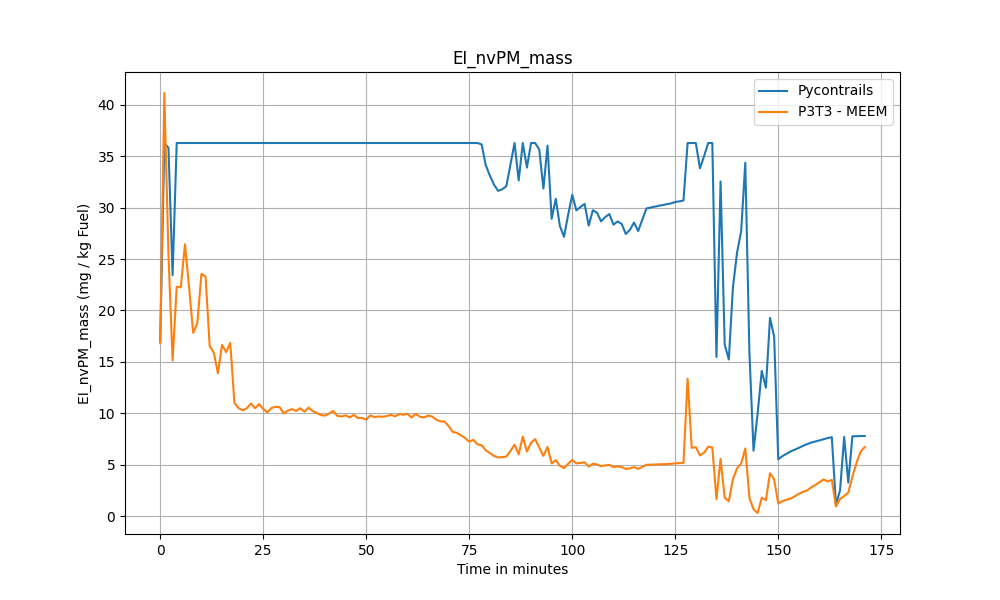 EI_nvPM_mass
Pycontrails
P3T3 - MEEM
EI_nvPM_mass (mg / kg Fuel)
40
35
30
25
20
15
10
5
0
0 25 50 75 100 125 150 175
Time in minutes